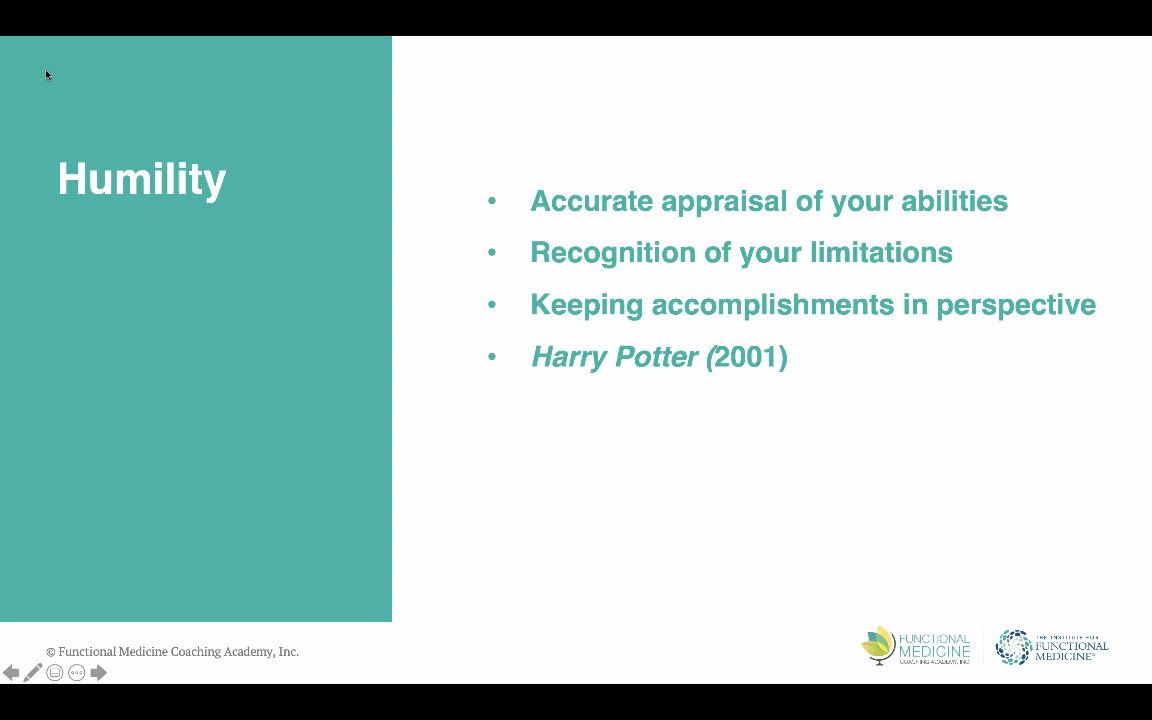 Humility
• Accurate appraisal of your abilities
• Recognition of your limitations
• Keeping accomplishments in perspective
• Harry Potter (2001)
© Functional Medicine Coaching Academy, Inc.
FUNCTIONAL
MEDICINE
COACHING ACADEMY, INC.
THE INSTITUTE FOR
FUNCTIONAL
MEDICINE®